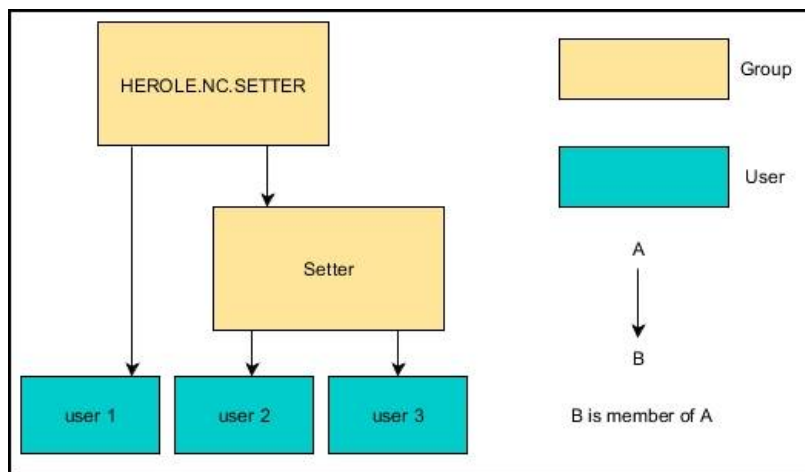 HEROLE.NC.SETTER
Group
User
Setter
A
B
user 1
user 2
user 3
B is member of A